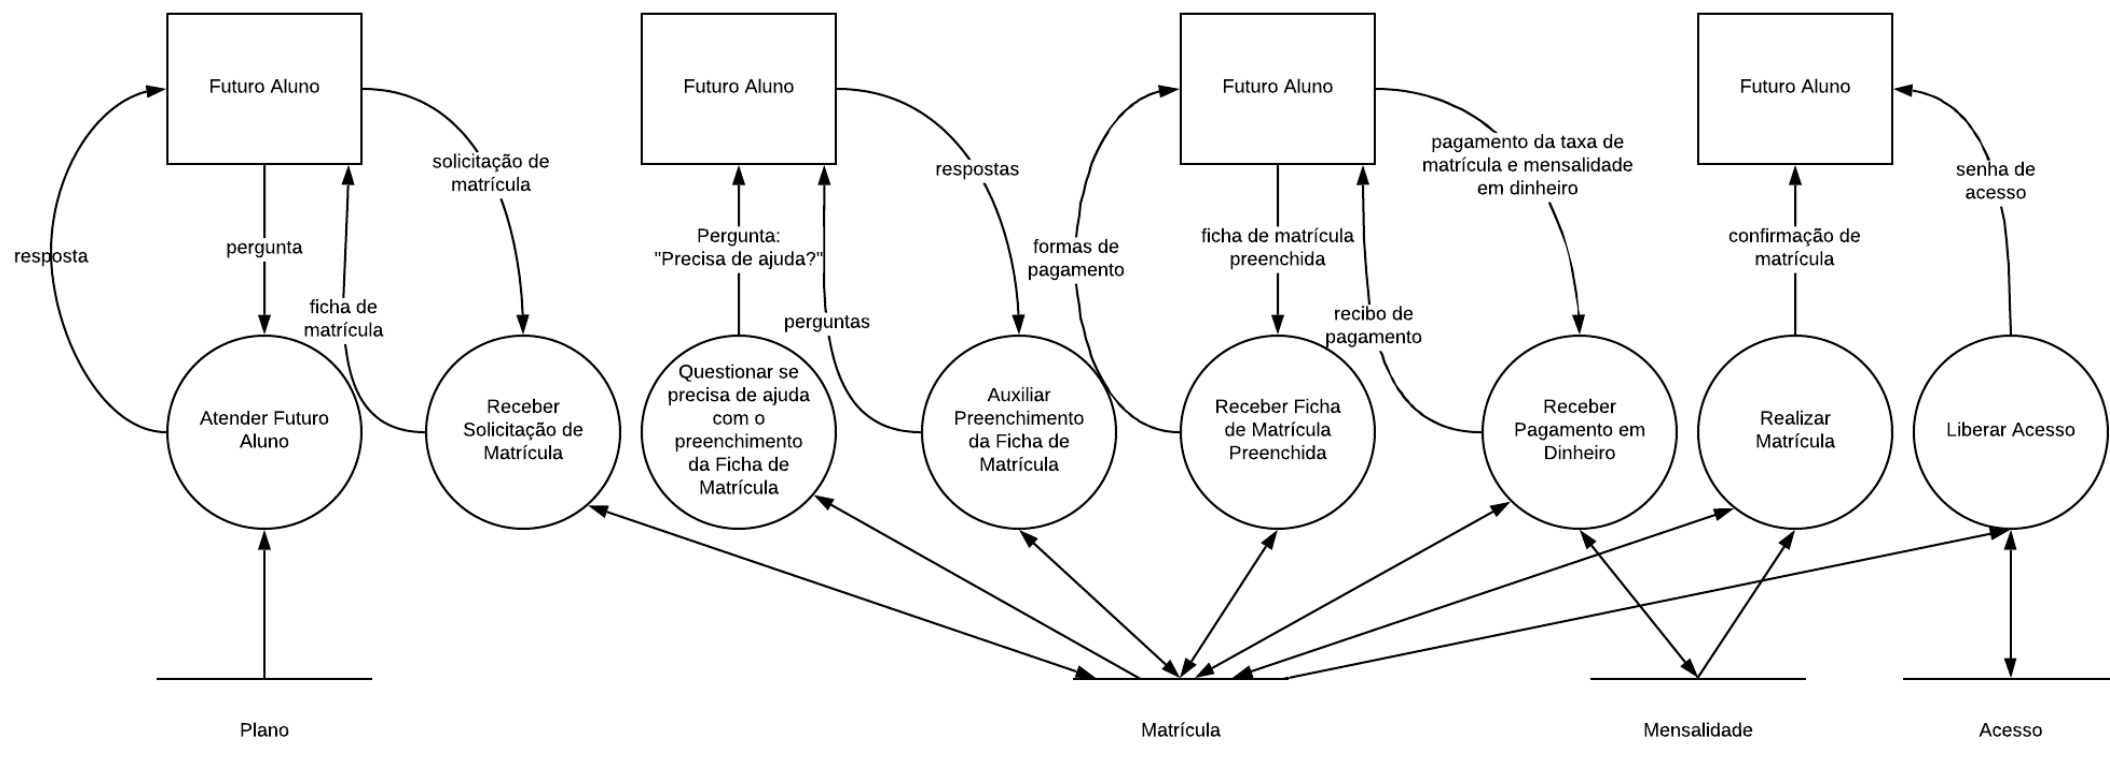 Futuro Aluno
Futuro Aluno
Futuro Aluno
Futuro Aluno
solicitação de
matrícula
respostas
pagamento da taxa de
matrícula e mensalidade
em dinheiro
senha de
acesso
resposta
pergunta
ficha de
matrícula
Pergunta:
"Precisa de ajuda?"
perguntas
formas de
pagamento
ficha de matrícula
preenchida
recibo de
pagamento
confirmação de
matrícula
Atender Futuro
Aluno
Receber
Solicitação de
Matrícula
Questionar se
precisa de ajuda
com o
preenchimento
da Ficha de
Matrícula
Auxiliar
Preenchimento
da Ficha de
Matrícula
Receber Ficha
de Matrícula
Preenchida
Receber
Pagamento em
Dinheiro
Realizar
Matrícula
Liberar Acesso
Plano
Matrícula
Mensalidade
Acesso